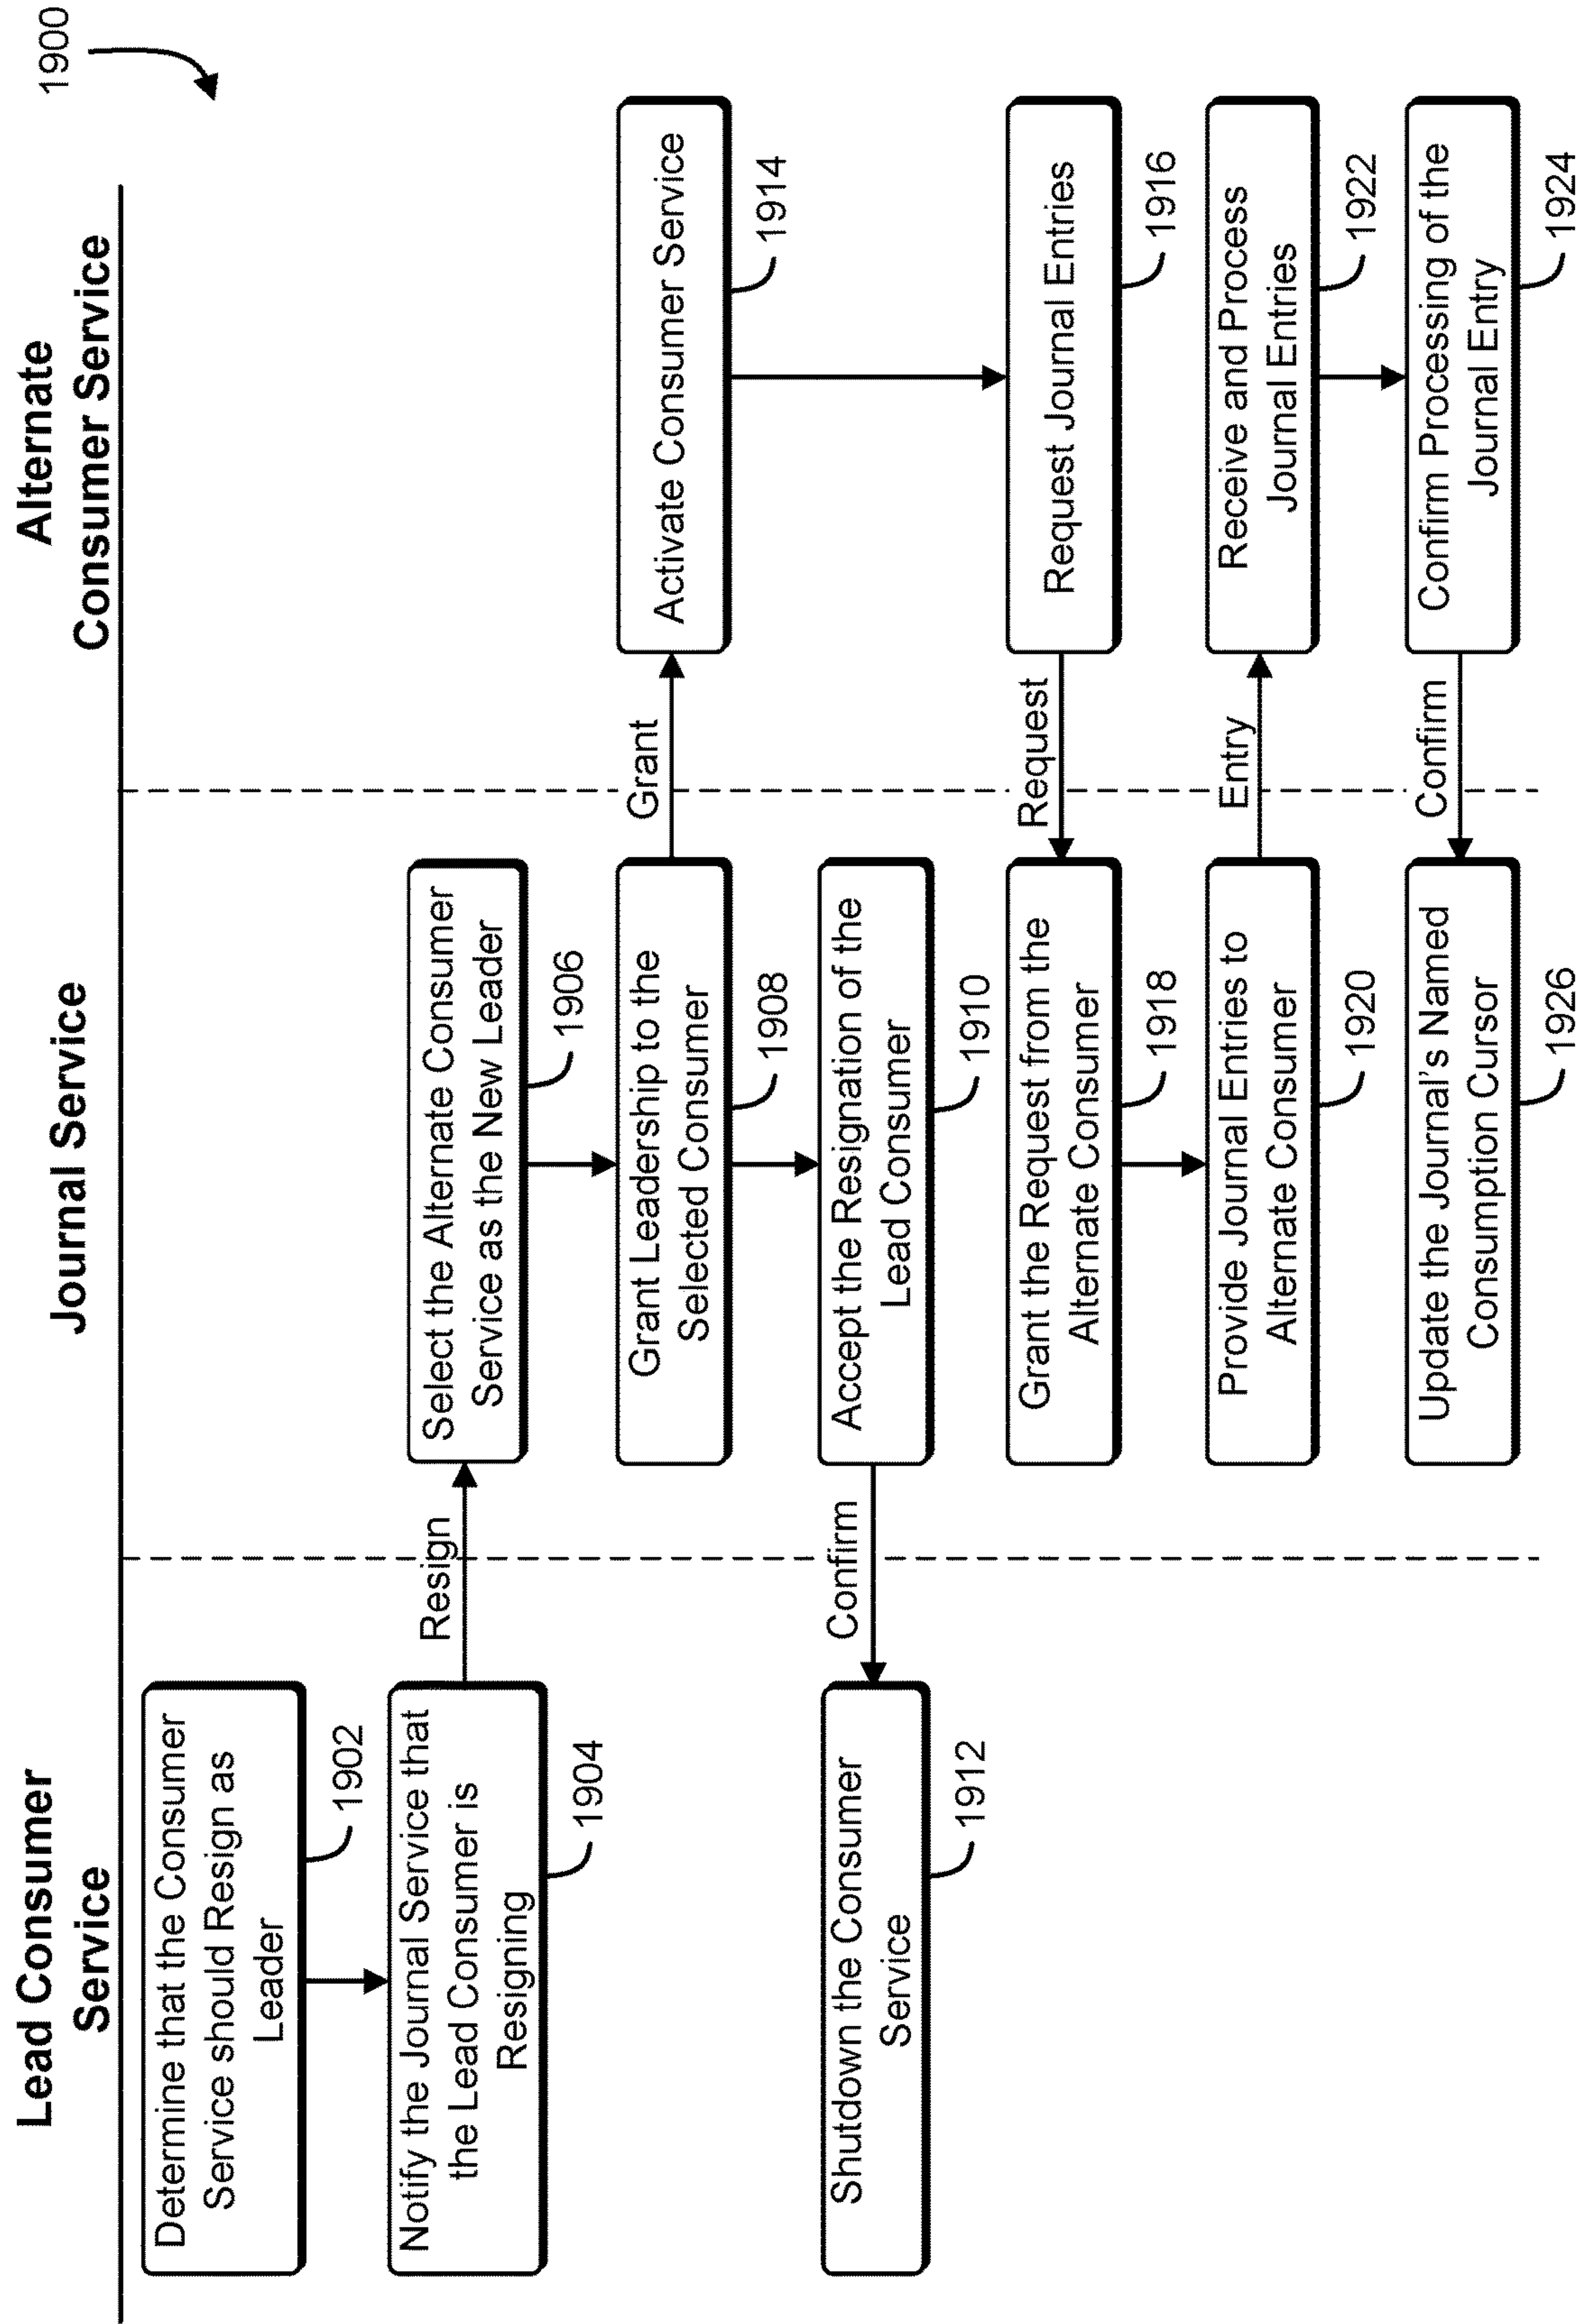 1900
Lead Consumer
Service
Journal Service
Alternate
Consumer Service
Determine that the Consumer
Service should Resign as
Leader
1902
Notify the Journal Service that
the Lead Consumer is
Resigning
1904
Resign
Select the Alternate Consumer
Service as the New Leader
1906
Grant Leadership to the
Selected Consumer
1908
Grant
Activate Consumer Service
1914
Accept the Resignation of the
Lead Consumer
1910
Confirm
Shutdown the Consumer
Service
1912
Request Journal Entries
1916
Request
Grant the Request from the
Alternate Consumer
1918
Provide Journal Entries to
Alternate Consumer
1920
Entry
Receive and Process
Journal Entries
1922
Confirm Processing of the
Journal Entry
1924
Confirm
Update the Journal's Named
Consumption Cursor
1926